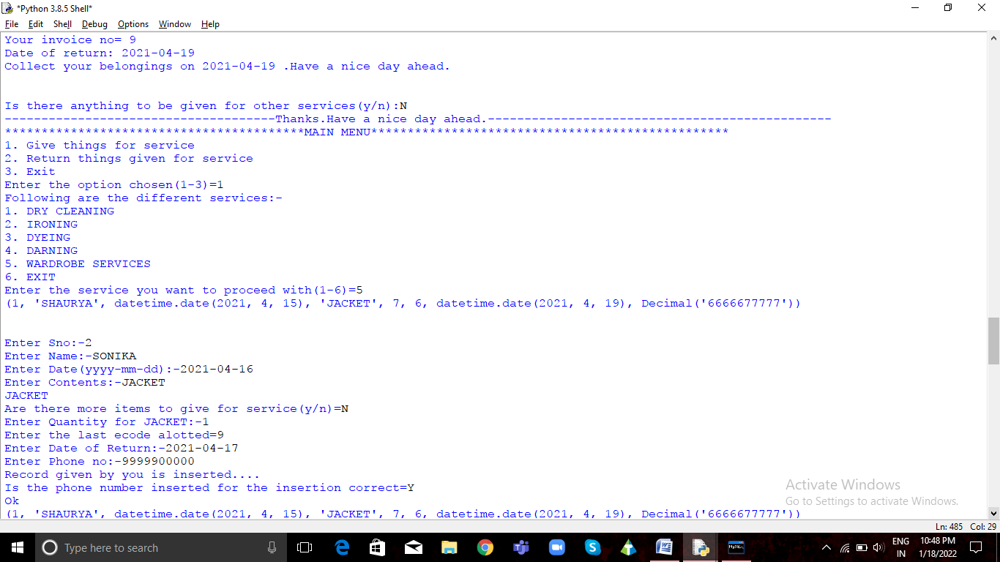 *Python 3.8.5 Shell*
File Edit Shell Debug Options Window Help
Your invoice no= 9
Date of return: 2021-04-19
Collect your belongings on 2021-04-19 .Have a nice day ahead.
Is there anything to be given for other services(y/n):N
-------------------------------------Thanks.Have a nice day ahead.-----------------------------------------------
*****************************************MAIN MENU*************************************************
1. Give things for service
2. Return things given for service
3. Exit
Enter the option chosen(1-3)=1
Following are the different services:-
1. DRY CLEANING
2. IRONING
3. DYEING
4. DARNING
5. WARDROBE SERVICES
6. EXIT
Enter the service you want to proceed with(1-6)=5
(1, 'SHAURYA', datetime.date(2021, 4, 15), 'JACKET', 7, 6, datetime.date(2021, 4, 19), Decimal('6666677777'))
Enter Sno:-2
Enter Name:-SONIKA
Enter Date(yyyy-mm-dd):-2021-04-16
Enter Contents:-JACKET
JACKET
Are there more items to give for service(y/n)=N
Enter Quantity for JACKET:-1
Enter the last ecode alotted=9
Enter Date of Return:-2021-04-17
Enter Phone no:-9999900000
Record given by you is inserted....
Is the phone number inserted for the insertion correct=Y
Ok
(1, 'SHAURYA', datetime.date(2021, 4, 15), 'JACKET', 7, 6, datetime.date(2021, 4, 19), Decimal('6666677777'))
Activate Windows
Go to Settings to activate Windows.
Ln: 485 Col: 29
Type here to search
MySQL
ENG
IN
10:48 PM
1/18/2022